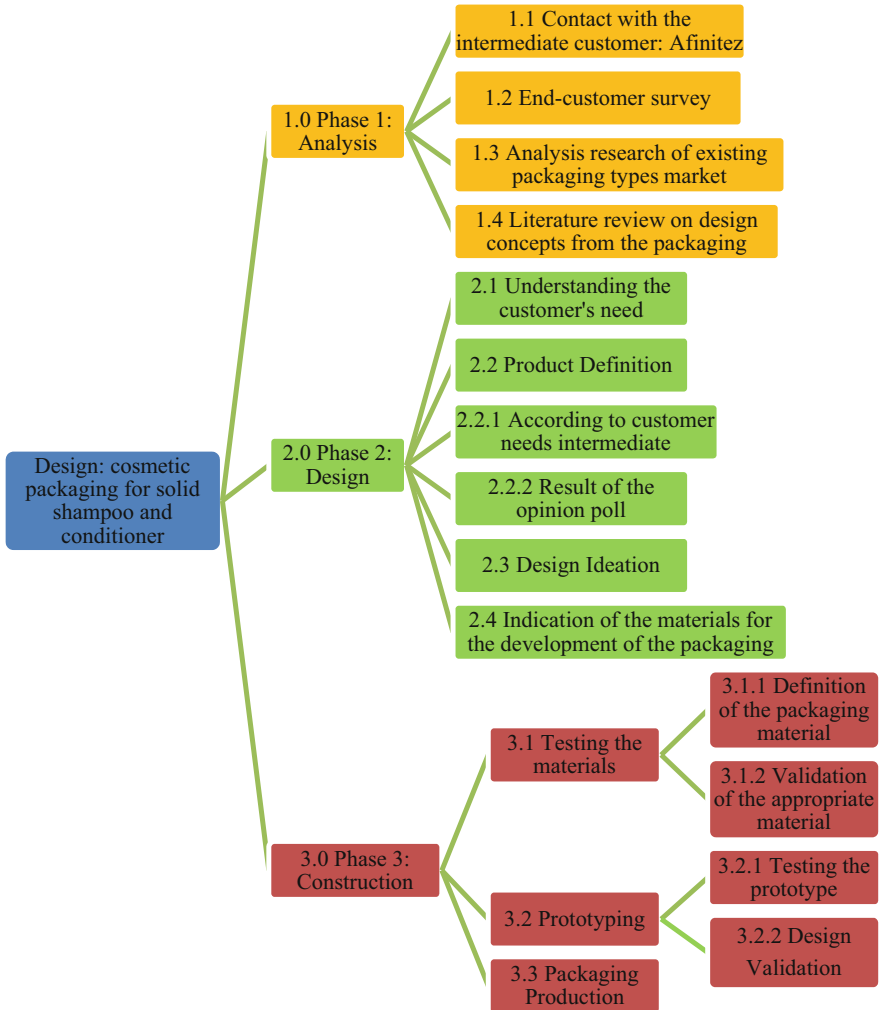 Design: cosmetic
packaging for solid
shampoo and
conditioner
1.0 Phase 1:
Analysis
1.1 Contact with the
intermediate customer: Afinitez
1.2 End-customer survey
1.3 Analysis research of existing
packaging types market
1.4 Literature review on design
concepts from the packaging
2.0 Phase 2:
Design
2.1 Understanding the
customer's need
2.2 Product Definition
2.2.1 According to customer
needs intermediate
2.2.2 Result of the
opinion poll
2.3 Design Ideation
2.4 Indication of the materials for
the development of the packaging
3.0 Phase 3:
Construction
3.1 Testing the
materials
3.1.1 Definition
of the packaging
material
3.1.2 Validation
of the appropriate
material
3.2 Prototyping
3.2.1 Testing the
prototype
3.2.2 Design
Validation
3.3 Packaging
Production